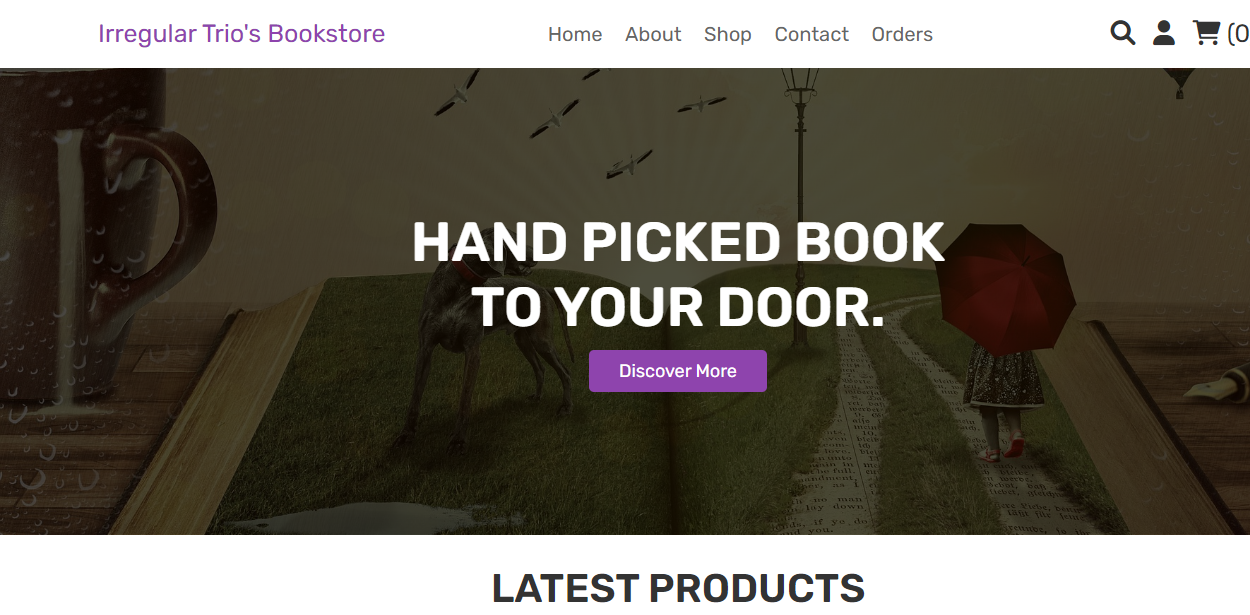 Irregular Trio's Bookstore
Home About Shop Contact Orders
(0
HAND PICKED BOOK
TO YOUR DOOR.
Discover More
LATEST PRODUCTS